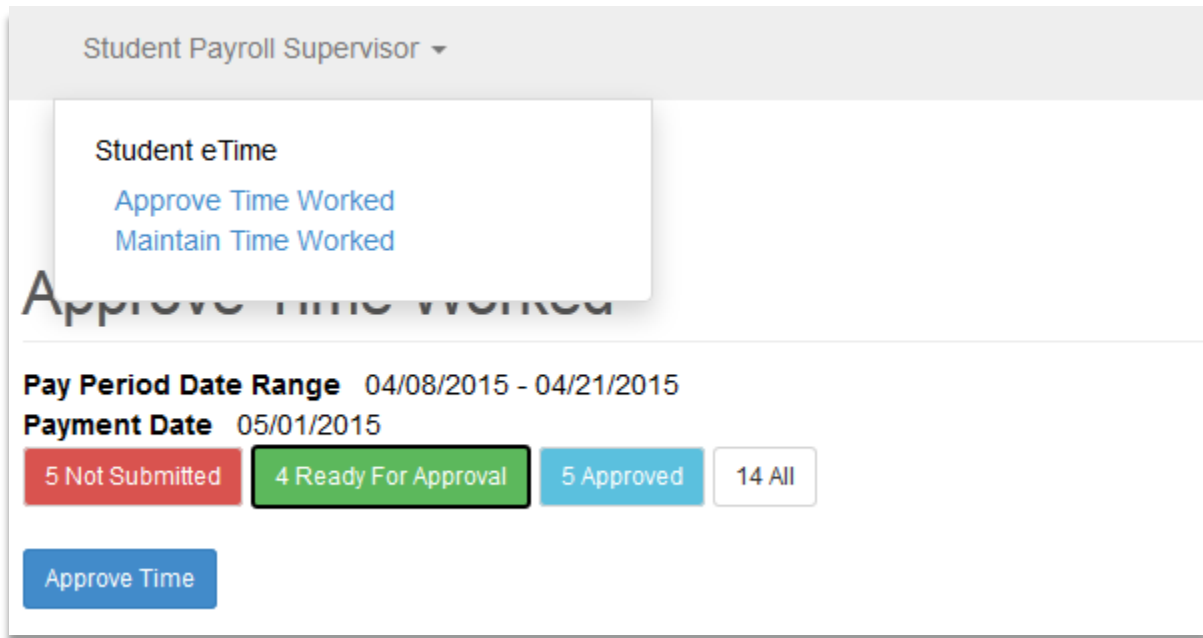 Student Payroll Supervisor
Student eTime
Approve Time Worked
Maintain Time Worked
Approve Time Worked
Pay Period Date Range 04/08/2015 - 04/21/2015
Payment Date 05/01/2015
5 Not Submitted 4 Ready For Approval 5 Approved 14 All
Approve Time